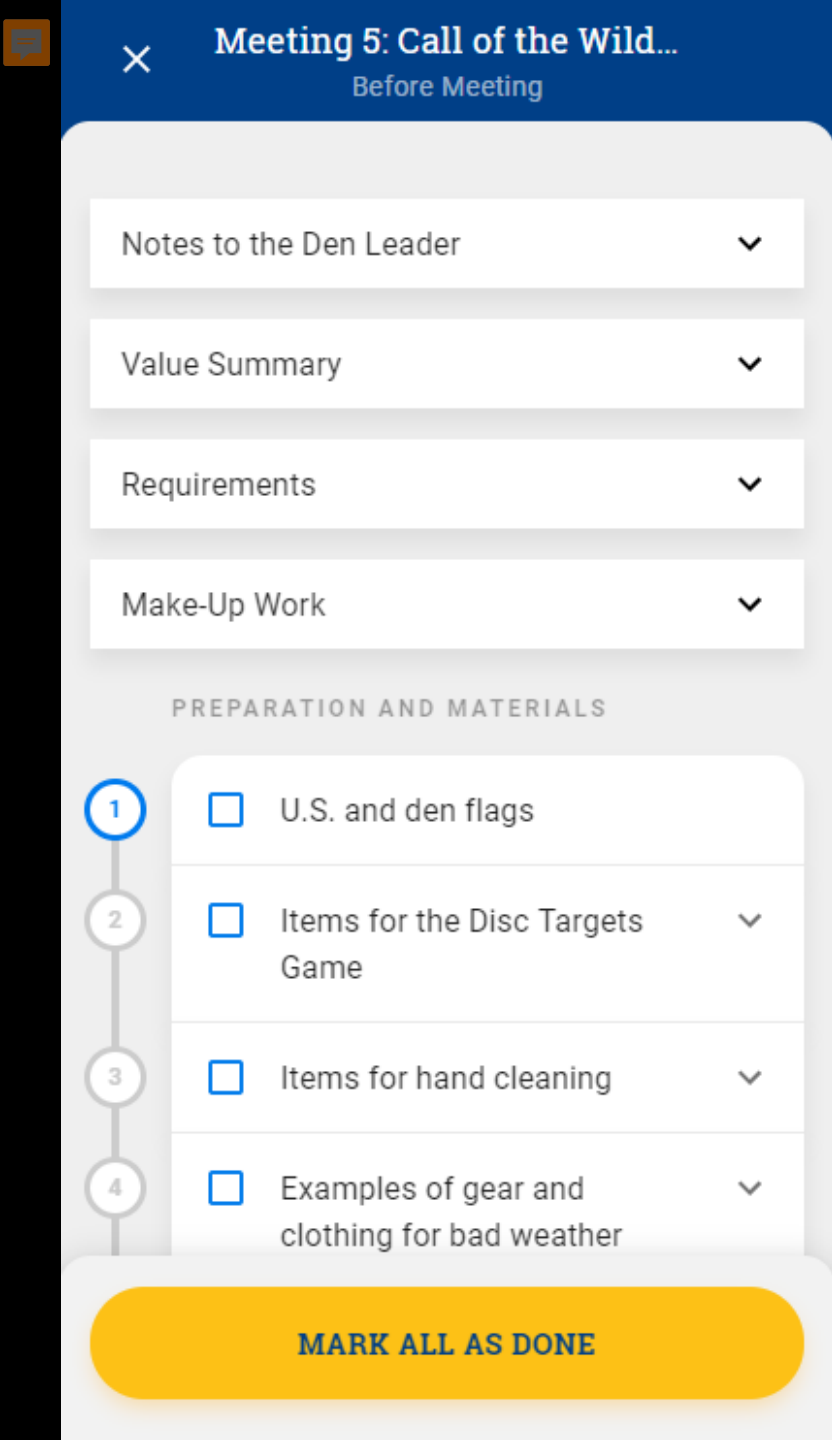 Meeting 5: Call of the Wild...
Before Meeting
Notes to the Den Leader
Value Summary
Requirements
Make-Up Work
PREPARATION AND MATERIALS
1
U.S. and den flags
2
Items for the Disc Targets
Game
3
Items for hand cleaning
4
Examples of gear and
clothing for bad weather
MARK ALL AS DONE